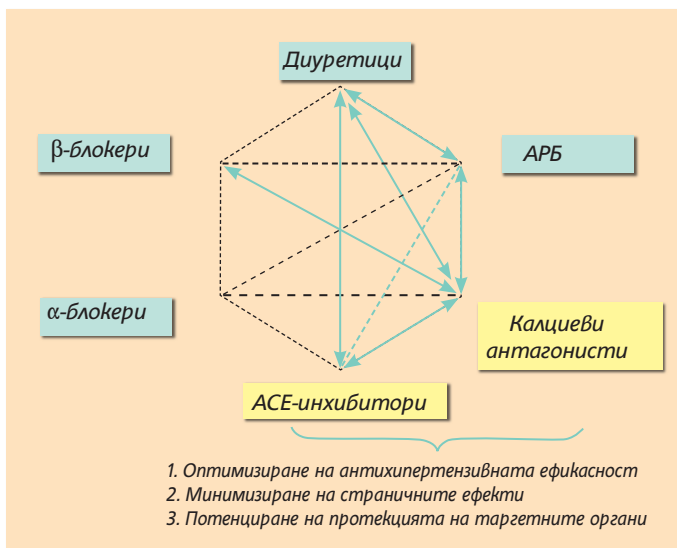 Диуретици
β-блокери
АРБ
α-блокери
Калциеви
антагонисти
АСЕ-инхибитори
1. Оптимизиране на антихипертензивната ефикасност
2. Минимизиране на страничните ефекти
3. Потенциране на протекцията на таргетните органи